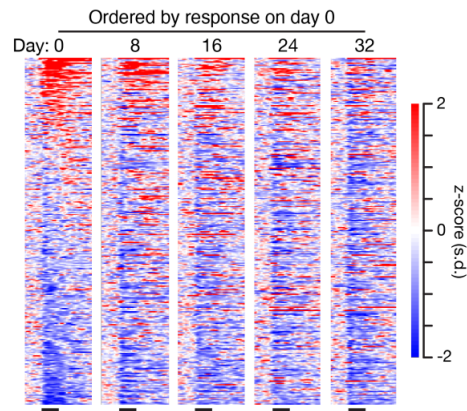 Ordered by response on day 0
Day: 0 8 16 24 32
2
0
-2
z-score (s.d.)